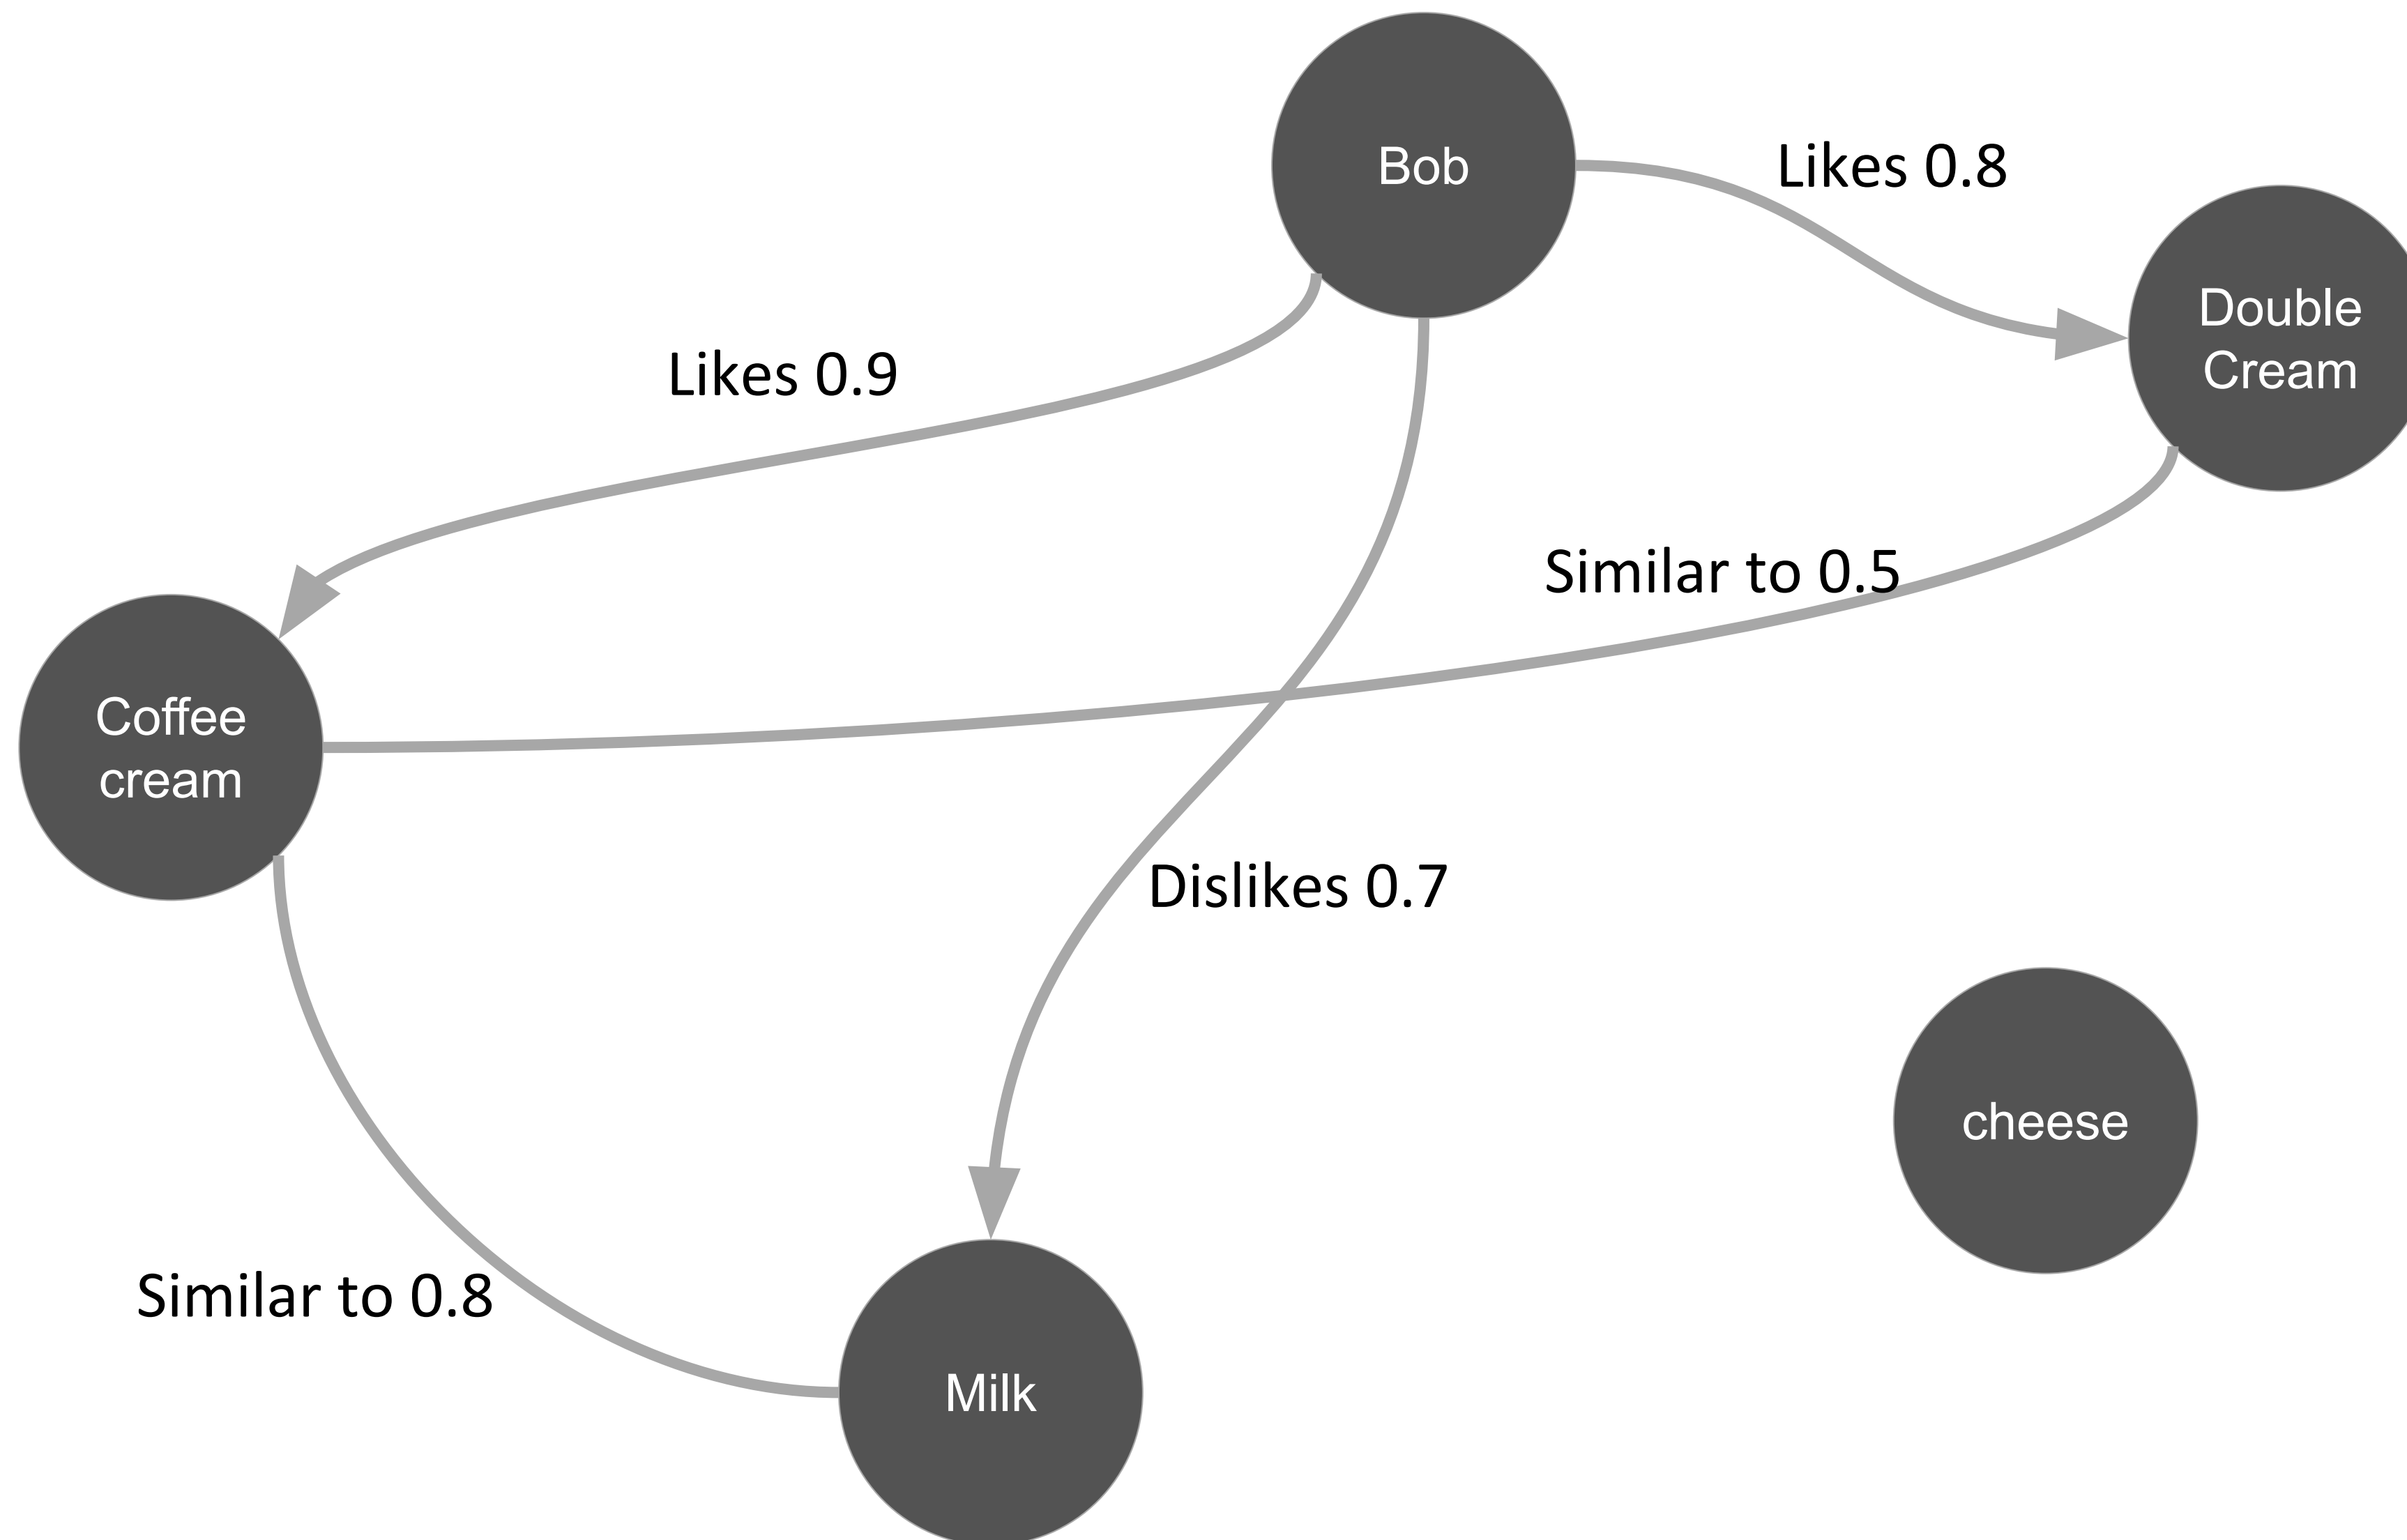 Bob
Likes 0.8
Double
Cream
Likes 0.9
Similar to 0.5
Coffee
cream
Dislikes 0.7
cheese
Similar to 0.8
Milk